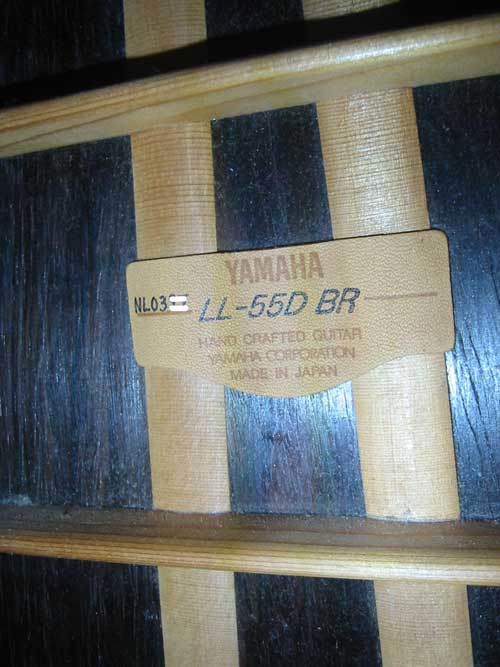 YAMAHA
NL03
LL-55D BR
HAND CRAFTED GUITAR
YAMAHA CORPORATION
MADE IN JAPAN